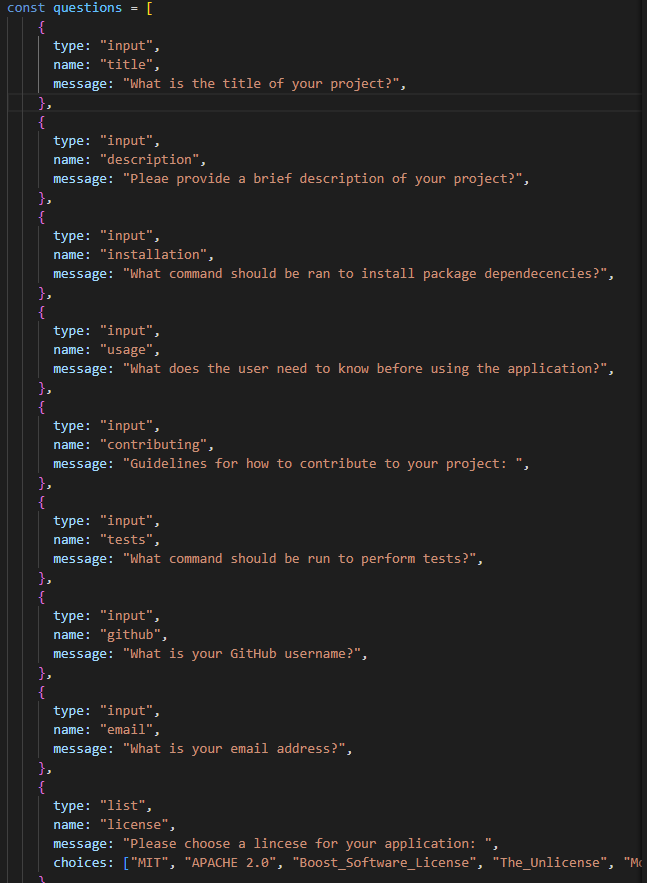 const questions = [
{
type: "input",
name: "title",
message: "What is the title of your project?",
},
{
type: "input",
name: "description",
message: "Pleae provide a brief description of your project?",
},
{
type: "input",
name: "installation",
message: "What command should be ran to install package dependecencies?",
},
{
type: "input",
name: "usage",
message: "What does the user need to know before using the application?",
},
{
type: "input",
name: "contributing",
message: "Guidelines for how to contribute to your project: ",
},
{
type: "input",
name: "tests",
message: "What command should be run to perform tests?",
},
{
type: "input",
name: "github",
message: "What is your GitHub username?",
},
{
type: "input",
name: "email",
message: "What is your email address?",
},
{
type: "list",
name: "license",
message: "Please choose a lincese for your application: ",
choices: ["MIT", "APACHE 2.0", "Boost_Software_License", "The_Unlicense",
}